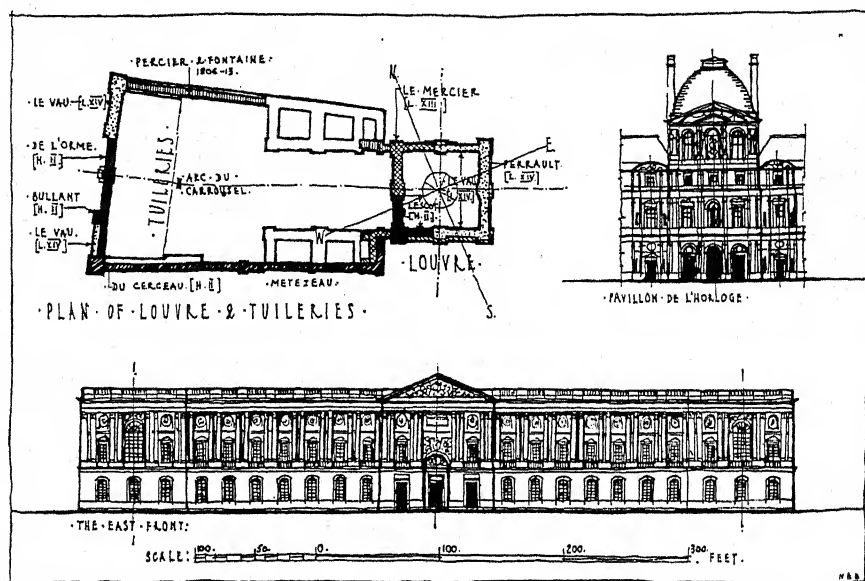 · PERCIER & FONTAINE ·
1806-13.
· LE VAU.-[L.XIV]
· DE L'ORME.
[H. II]
BULLANT
[H. II]
· LE VAU.
[L.XIV]
· TUILERIES ·
· ARC · DU ·
CARROUSEL.
N.
LE MERCIER
[L. XIII]
E.
PERRAULT.
[L. XIV]
LE VAU
[L. XIV]
LESCOT
[H. II]
W
· LOUVRE ·
S.
DU CERCEAU. [H. II]
· METEZEAU ·
· PLAN · OF · LOUVRE · & · TUILERIES ·
· PAVILLON · DE · L'HORLOGE ·
· THE · EAST · FRONT ·
SCALE: 100. 50. 0. 100. 200. 300. FEET.